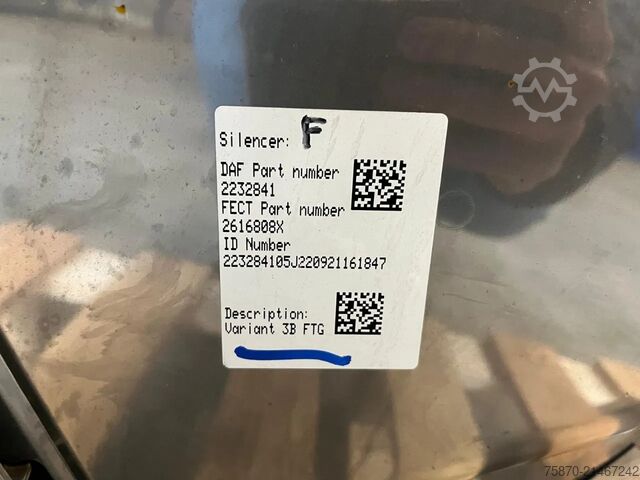 Silencer: F
DAF Part number
2232841
FECT Part number
2616808X
ID Number
223284105J220921161847
Description:
Variant 3B FTG
75870-21467242